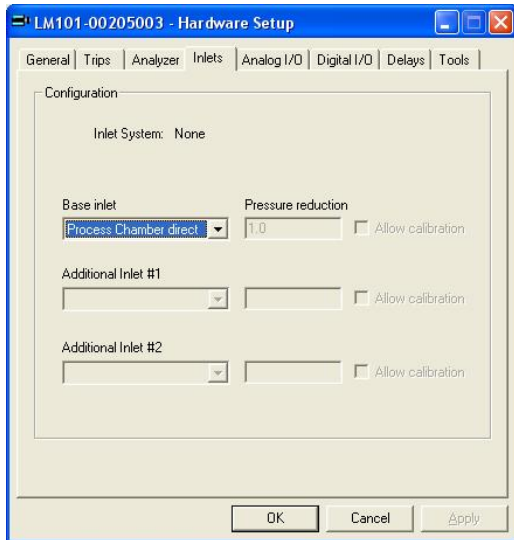 LM101-00205003 - Hardware Setup
General Trips Analyzer Inlets Analog I/O Digital I/O Delays Tools
Configuration
Inlet System: None
Base inlet Pressure reduction
Process Chamber direct 1.0 Allow calibration
Additional Inlet #1
Allow calibration
Additional Inlet #2
Allow calibration
OK Cancel Apply